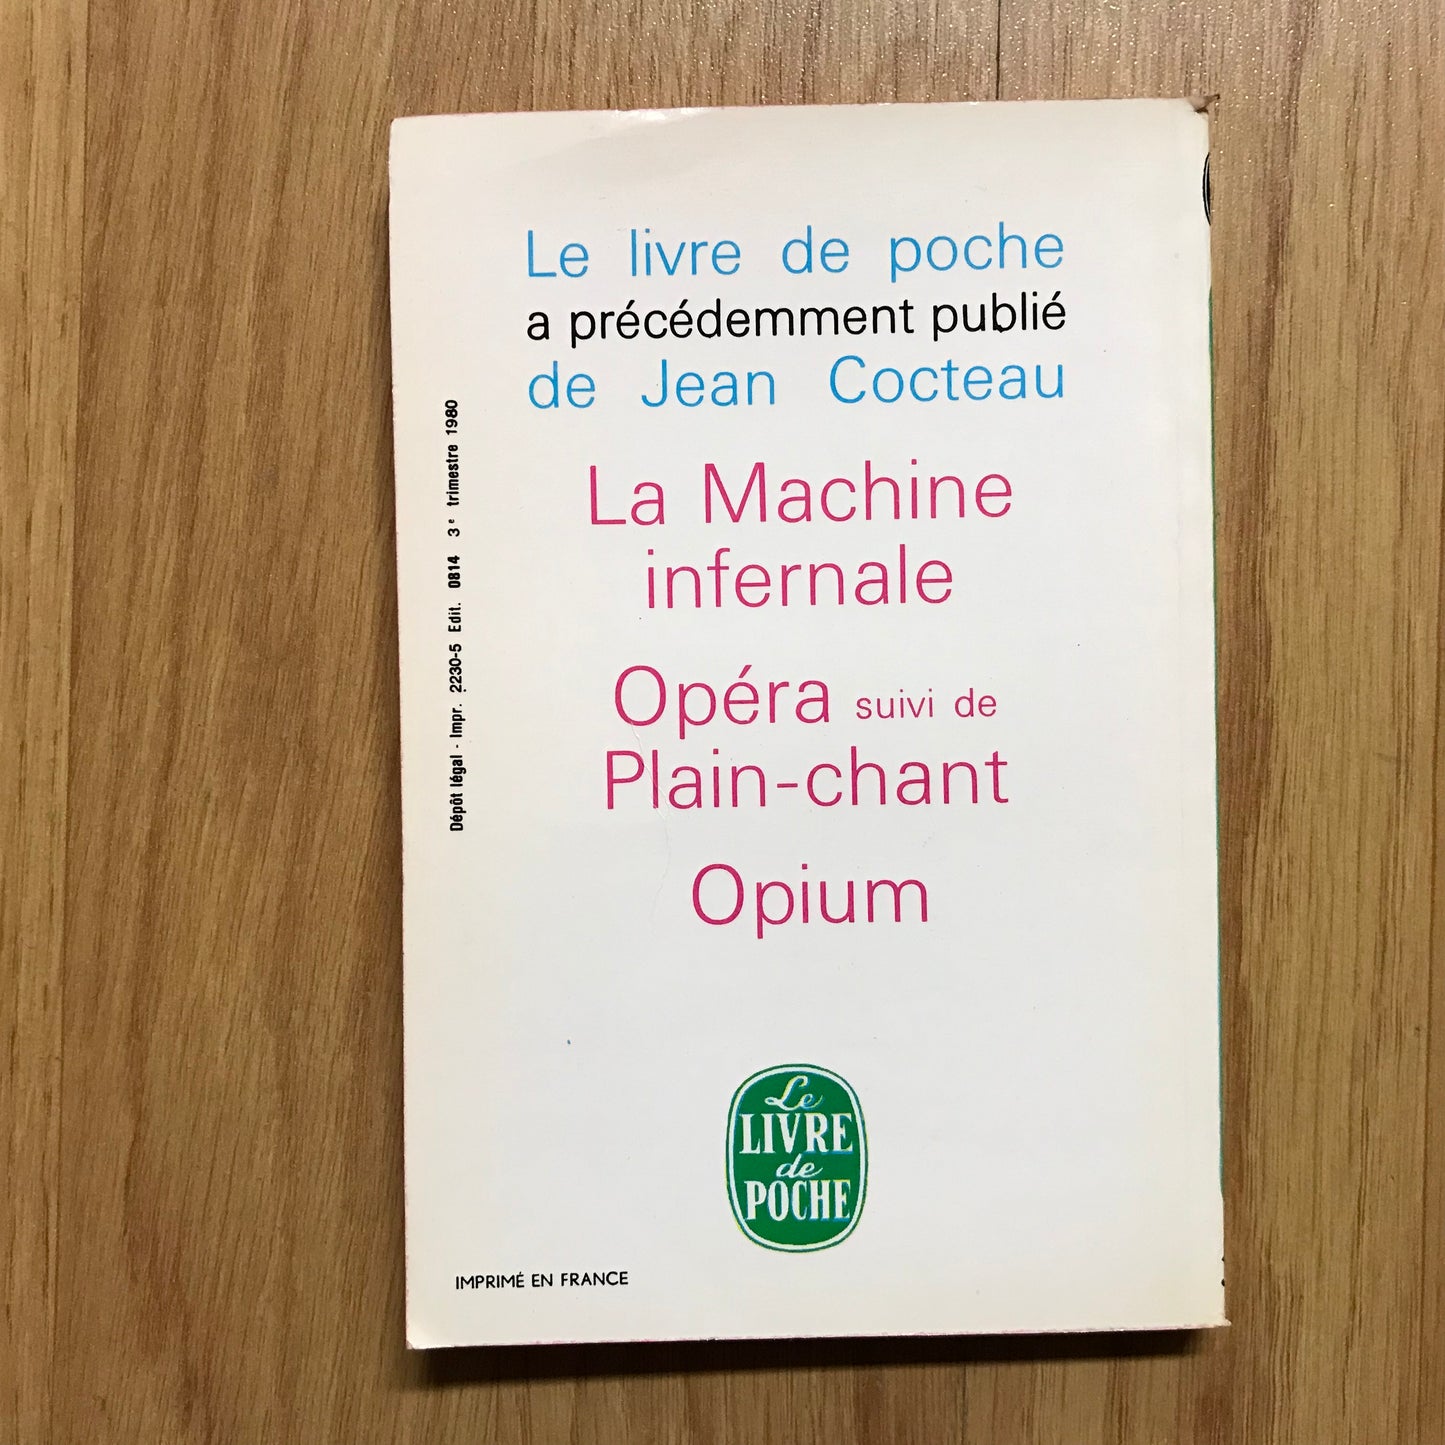 Le livre de poche
a précédemment publié
de Jean Cocteau
La Machine
infernale
Opéra suivi de
Plain-chant
Opium
Le
LIVRE
de
POCHE
IMPRIMÉ EN FRANCE
Dépôt légal - Impr. 2230-5 Edit. 0814 3e trimestre 1980